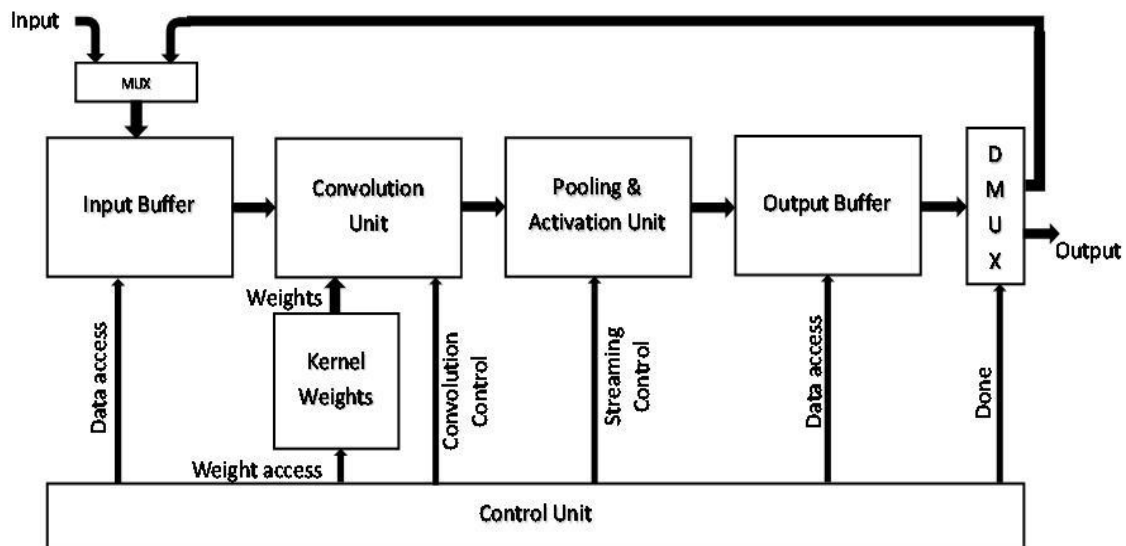 Input
MUX
Input Buffer
Convolution
Unit
Pooling &
Activation Unit
Output Buffer
D
M
U
X
Output
Weights
Kernel
Weights
Data access
Weight access
Convolution
Control
Streaming
Control
Data access
Done
Control Unit